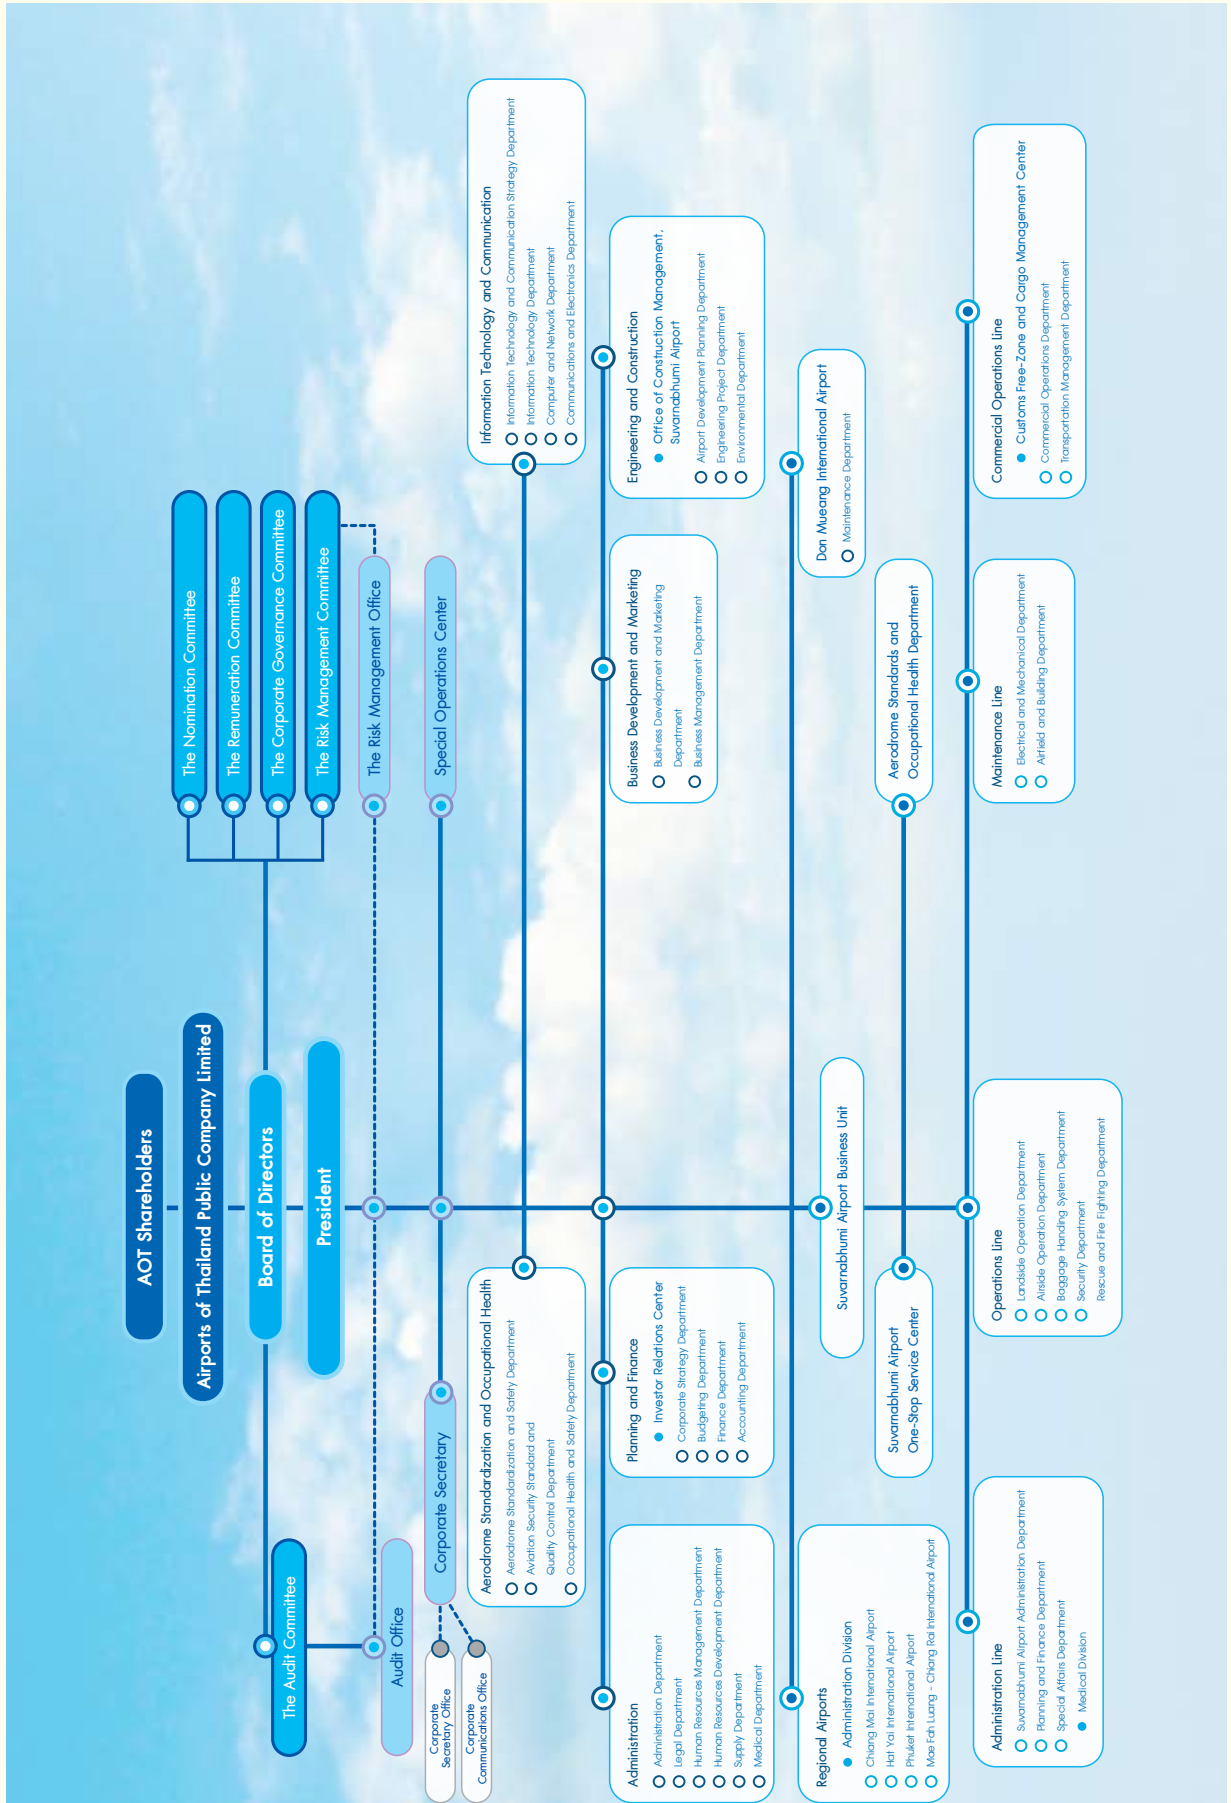 AOT Shareholders
Airports of Thailand Public Company Limited
Board of Directors
President
The Audit Committee
Audit Office
The Nomination Committee
The Remuneration Committee
The Corporate Governance Committee
The Risk Management Committee
The Risk Management Office
Corporate Secretary
Corporate
Secretary Office
Corporate
Communications Office
Special Operations Center
Aerodrome Standardization and Occupational Health
Aerodrome Standardization and Safety Department
Aviation Security Standard and
Quality Control Department
Occupational Health and Safety Department
Information Technology and Communication
Information Technology and Communication Strategy Department
Information Technology Department
Computer and Network Department
Communications and Electronics Department
Administration
Administration Department
Legal Department
Human Resources Management Department
Human Resources Development Department
Supply Department
Medical Department
Planning and Finance
Investor Relations Center
Corporate Strategy Department
Budgeting Department
Finance Department
Accounting Department
Business Development and Marketing
Business Development and Marketing
Department
Business Management Department
Engineering and Construction
Office of Construction Management,
Suvarnabhumi Airport
Airport Development Planning Department
Engineering Project Department
Environmental Department
Regional Airports
Administration Division
Chiang Mai International Airport
Hat Yai International Airport
Phuket International Airport
Mae Fah Luang - Chiang Rai International Airport
Suvarnabhumi Airport Business Unit
Don Mueang International Airport
Maintenance Department
Suvarnabhumi Airport
One-Stop Service Center
Aerodrome Standards and
Occupational Health Department
Administration Line
Suvarnabhumi Airport Administration Department
Planning and Finance Department
Special Affairs Department
Medical Division
Operations Line
Landside Operation Department
Airside Operation Department
Baggage Handing System Department
Security Department
Rescue and Fire Fighting Department
Maintenance Line
Electrical and Mechanical Department
Airfield and Building Department
Commercial Operations Line
Customs Free-Zone and Cargo Management Center
Commercial Operations Department
Transportation Management Department